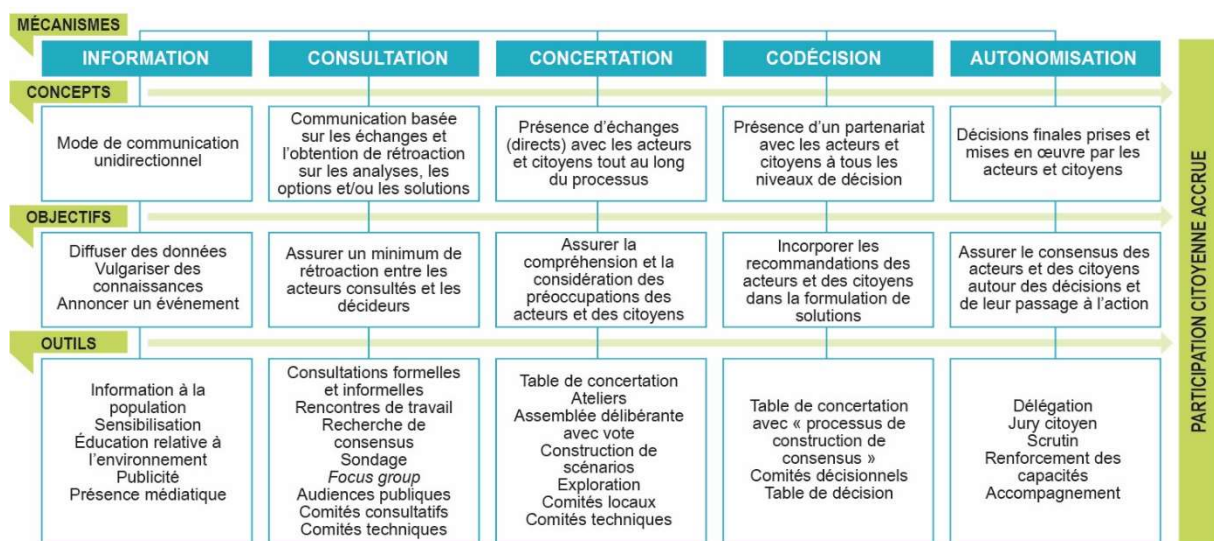 MÉCANISMES
INFORMATION
CONSULTATION
CONCERTATION
CODÉCISION
AUTONOMISATION
CONCEPTS
Mode de communication
unidirectionnel
Communication basée
sur les échanges et
l'obtention de rétroaction
sur les analyses, les
options et/ou les solutions
Présence d'échanges
(directs) avec les acteurs
et citoyens tout au long
du processus
Présence d'un partenariat
avec les acteurs et
citoyens à tous les
niveaux de décision
Décisions finales prises et
mises en œuvre par les
acteurs et citoyens
OBJECTIFS
Diffuser des données
Vulgariser des
connaissances
Annoncer un événement
Assurer un minimum de
rétroaction entre les
acteurs consultés et les
décideurs
Assurer la
compréhension et la
considération des
préoccupations des
acteurs et des citoyens
Incorporer les
recommandations des
acteurs et des citoyens
dans la formulation de
solutions
Assurer le consensus des
acteurs et des citoyens
autour des décisions et
de leur passage à l'action
OUTILS
Information à la
population
Sensibilisation
Éducation relative à
l'environnement
Publicité
Présence médiatique
Consultations formelles
et informelles
Rencontres de travail
Recherche de
consensus
Sondage
Focus group
Audiences publiques
Comités consultatifs
Comités techniques
Table de concertation
Ateliers
Assemblée délibérante
avec vote
Construction de
scénarios
Exploration
Comités locaux
Comités techniques
Table de concertation
avec « processus de
construction de
consensus »
Comités décisionnels
Table de décision
Délégation
Jury citoyen
Scrutin
Renforcement des
capacités
Accompagnement
PARTICIPATION CITOYENNE ACCRUE